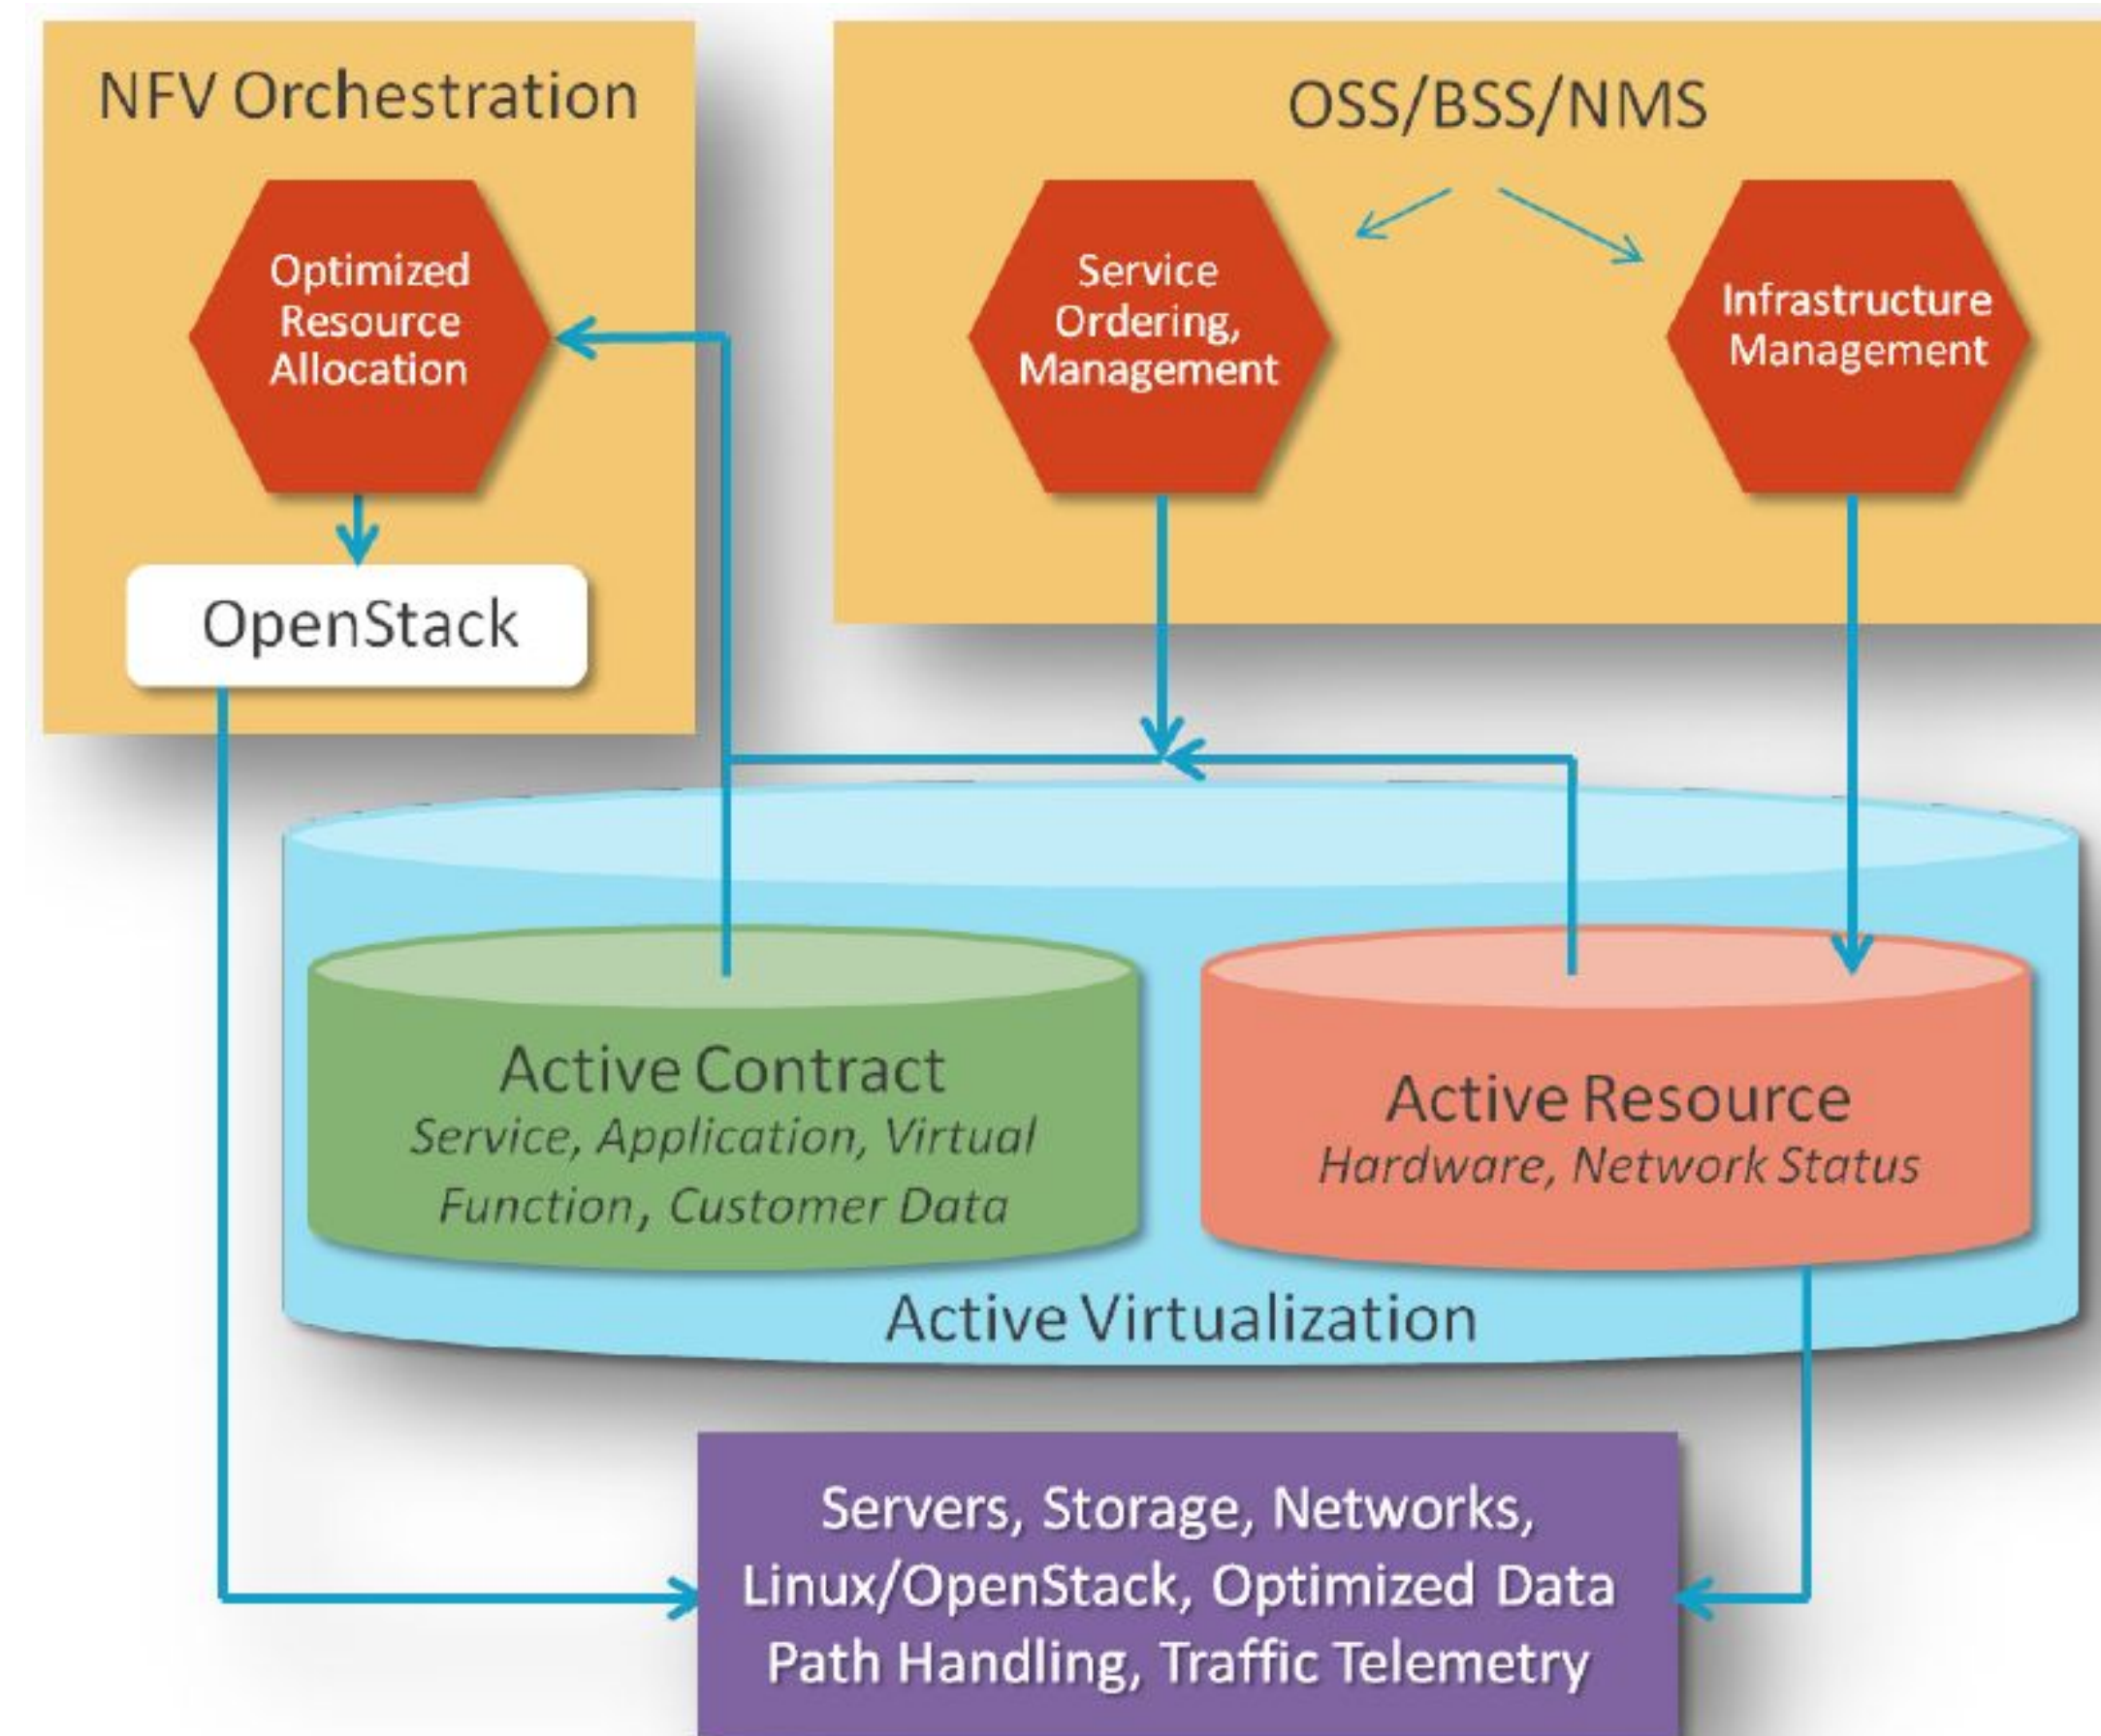 NFV Orchestration
Optimized
Resource
Allocation
OpenStack
OSS/BSS/NMS
Service
Ordering,
Management
Infrastructure
Management
Active Contract
Service, Application, Virtual
Function, Customer Data
Active Resource
Hardware, Network Status
Active Virtualization
Servers, Storage, Networks,
Linux/OpenStack, Optimized Data
Path Handling, Traffic Telemetry